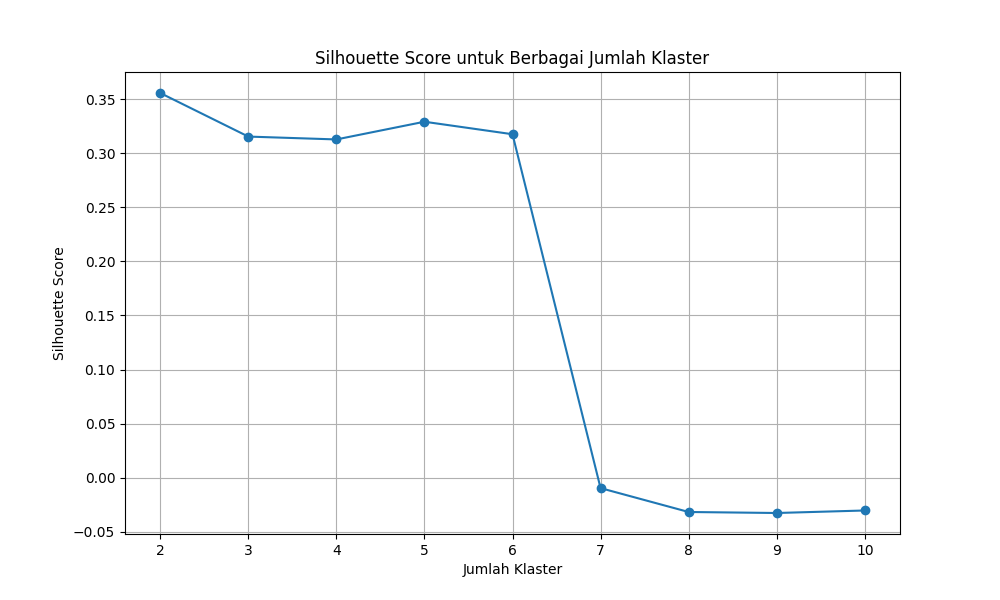 Silhouette Score untuk Berbagai Jumlah Klaster
0.35
0.30
0.25
0.20
0.15
0.10
0.05
0.00
−0.05
Silhouette Score
2 3 4 5 6 7 8 9 10
Jumlah Klaster